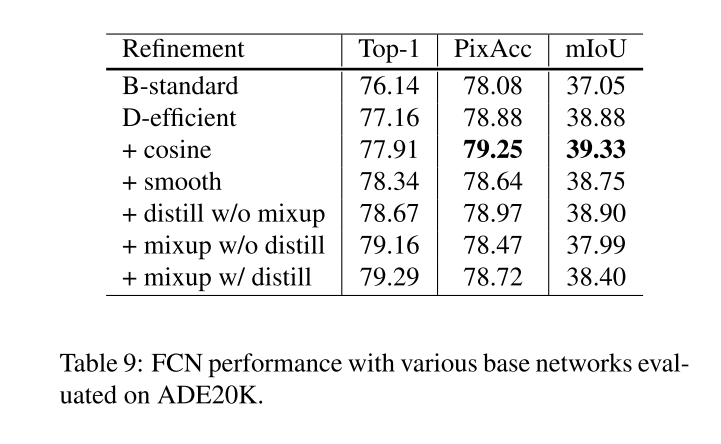 Refinement Top-1 PixAcc mIoU
B-standard 76.14 78.08 37.05
D-efficient 77.16 78.88 38.88
+ cosine 77.91 79.25 39.33
+ smooth 78.34 78.64 38.75
+ distill w/o mixup 78.67 78.97 38.90
+ mixup w/o distill 79.16 78.47 37.99
+ mixup w/ distill 79.29 78.72 38.40
Table 9: FCN performance with various base networks eval-
uated on ADE20K.